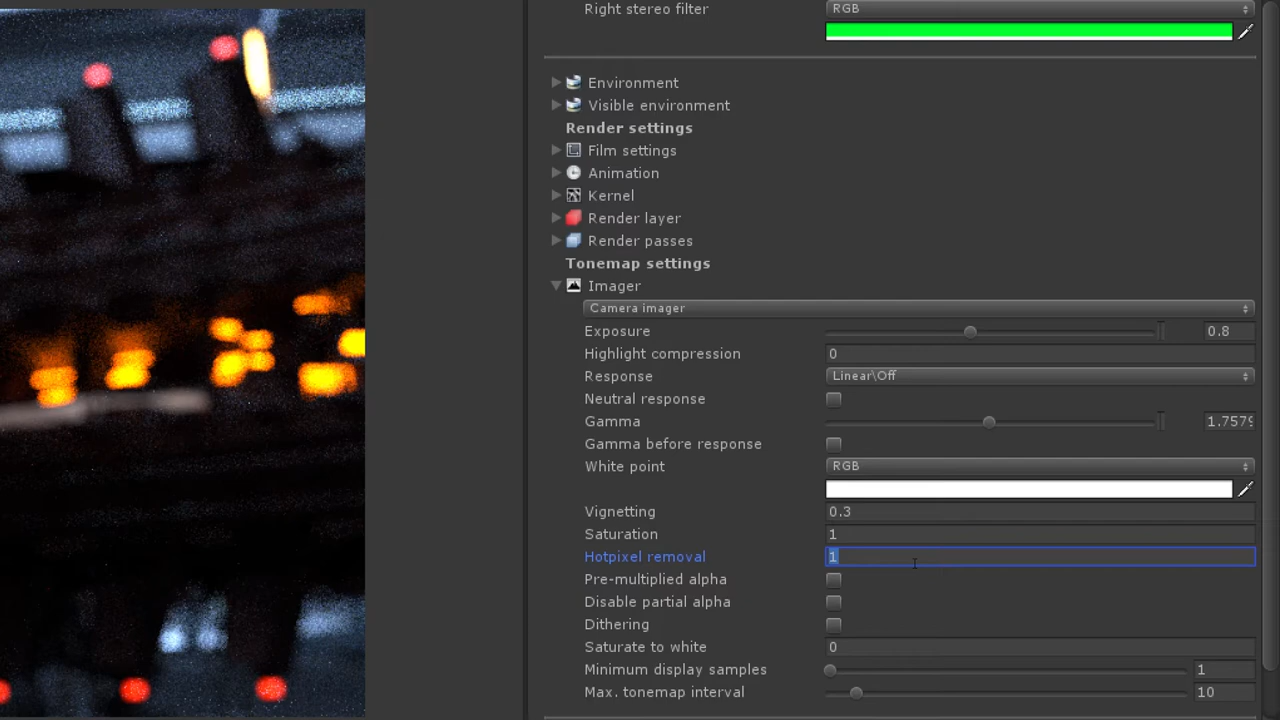 Right stereo filter RGB
Environment
Visible environment
Render settings
Film settings
Animation
Kernel
Render layer
Render passes
Tonemap settings
Imager
Camera imager
Exposure 0.8
Highlight compression 0
Response Linear\Off
Neutral response
Gamma 1.7579
Gamma before response
White point RGB
Vignetting 0.3
Saturation 1
Hotpixel removal 1
Pre-multiplied alpha
Disable partial alpha
Dithering
Saturate to white 0
Minimum display samples 1
Max. tonemap interval 10